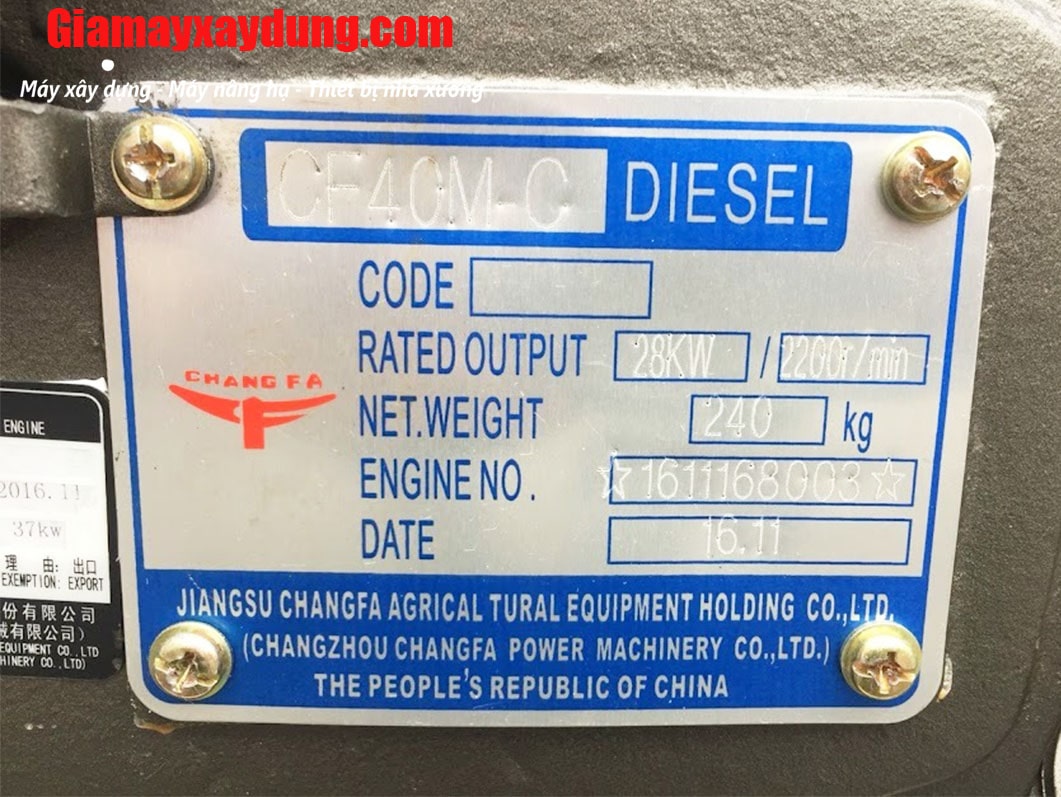 Giamayxaydung.com
Máy xây dựng - Máy nâng hạ - Thiết bị nhà xưởng
CF40M-C DIESEL
CODE
RATED OUTPUT 28KW / 2200r/min
CHANG FA
NET.WEIGHT 240 kg
ENGINE NO. ☆1611168003☆
DATE 16.11
JIANGSU CHANGFA AGRICAL TURAL EQUIPMENT HOLDING CO.,LTD.
(CHANGZHOU CHANGFA POWER MACHINERY CO.,LTD.)
THE PEOPLE'S REPUBLIC OF CHINA
ENGINE
2016.11
37kw
理 由: 出口
EXEMPTION: EXPORT
份有限公司
械有限公司)
EQUIPMENT CO.,LTD
HINERY CO.,LTD)